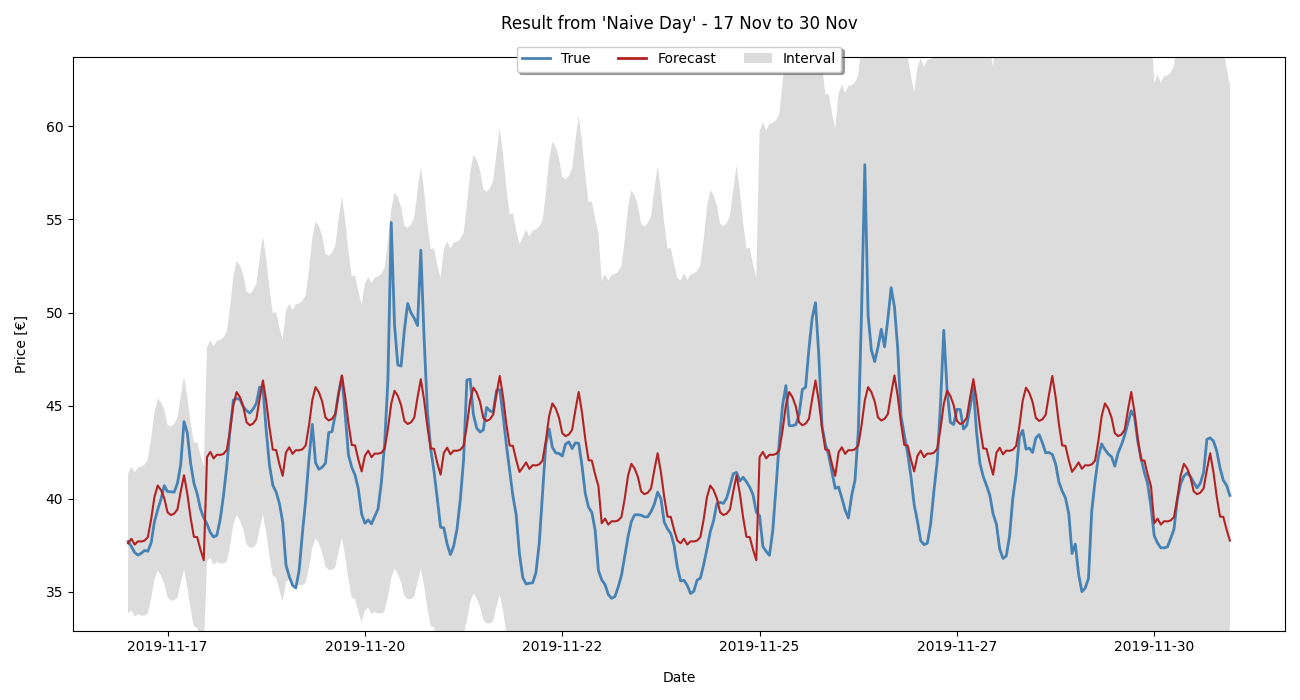 Result from 'Naive Day' - 17 Nov to 30 Nov
True Forecast Interval
Price [€]
60
55
50
45
40
35
2019-11-17 2019-11-20 2019-11-22 2019-11-25 2019-11-27 2019-11-30
Date